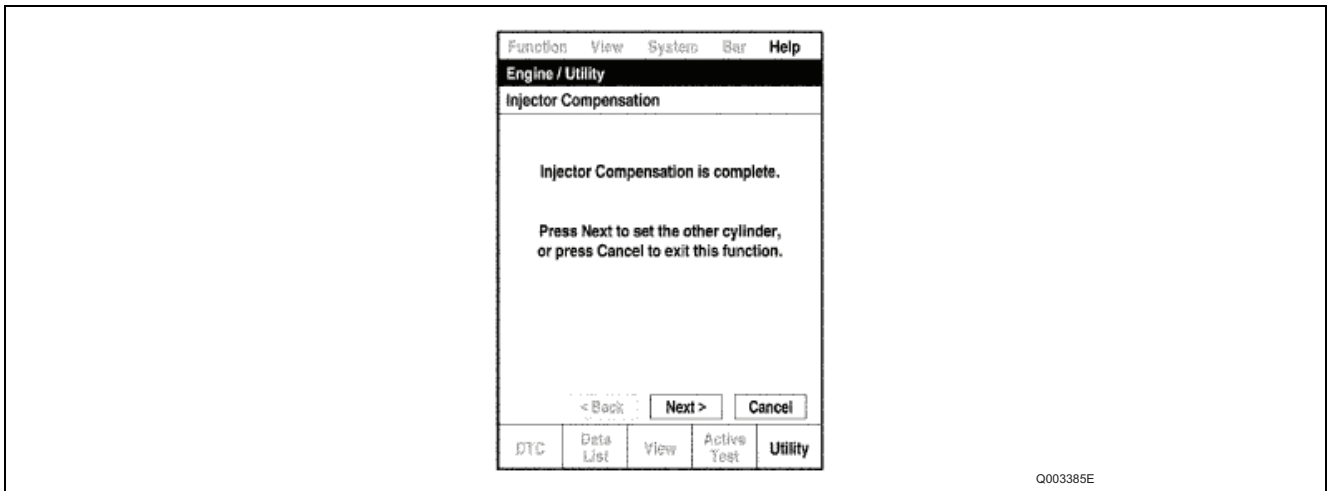 Function View System Bar Help
Engine / Utility
Injector Compensation
Injector Compensation is complete.
Press Next to set the other cylinder,
or press Cancel to exit this function.
< Back Next > Cancel
DTC Data List View Active Test Utility
Q003385E